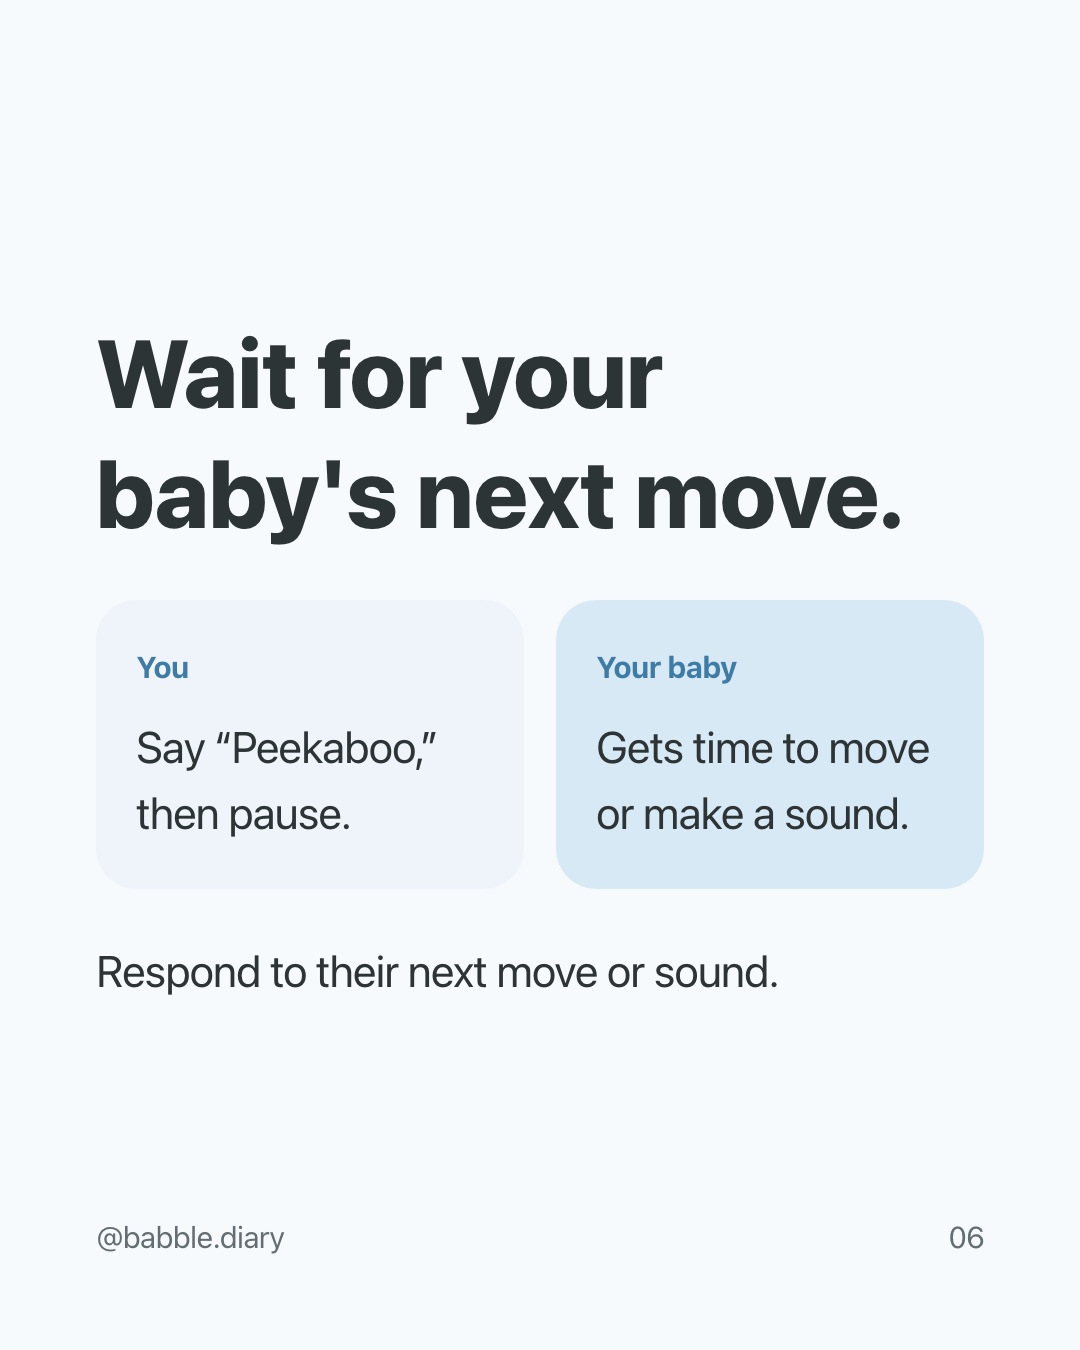 Wait for your
baby's next move.
You
Say “Peekaboo,”
then pause.
Your baby
Gets time to move
or make a sound.
Respond to their next move or sound.
@babble.diary
06